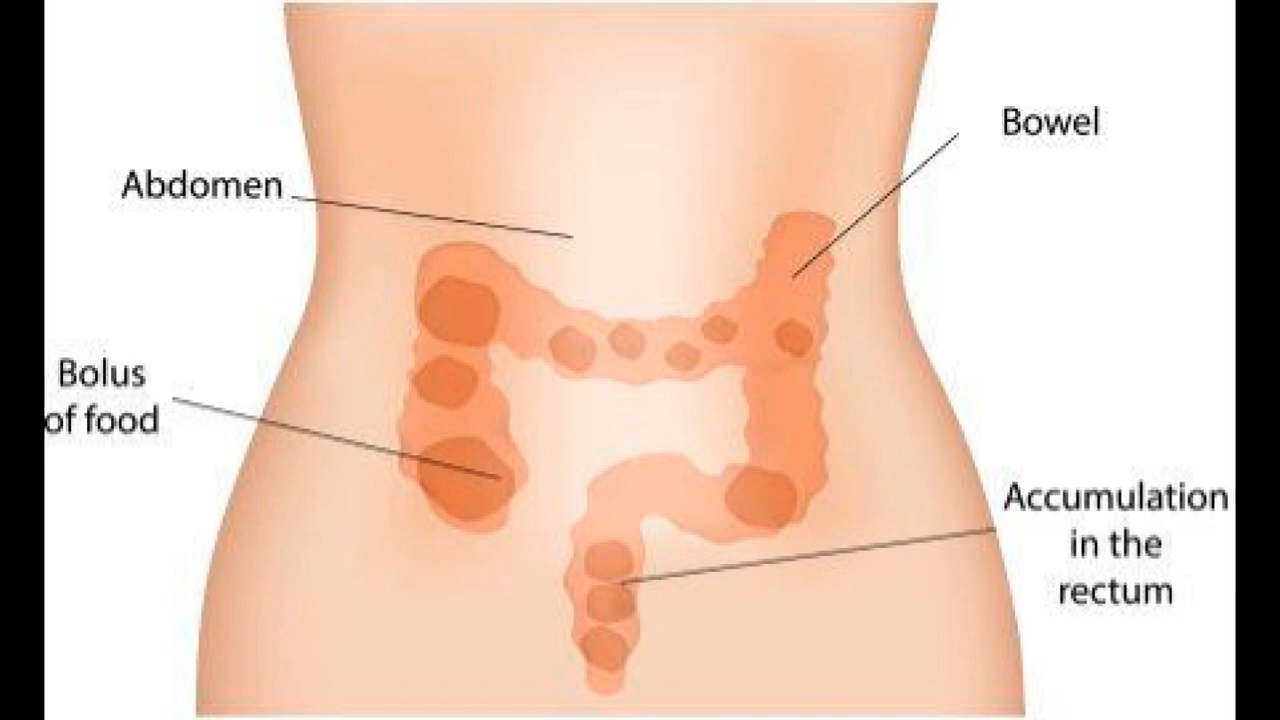 Bowel
Abdomen
Bolus
of food
Accumulation
in the
rectum